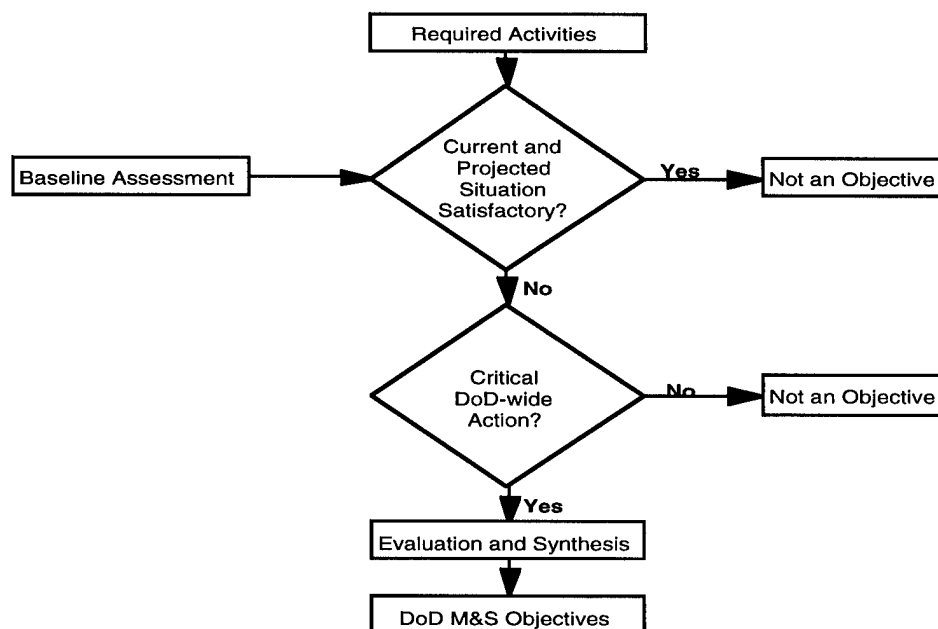 Required Activities
Current and
Projected
Situation
Satisfactory?
Baseline Assessment
Yes
Not an Objective
No
Critical
DoD-wide
Action?
No
Not an Objective
Yes
Evaluation and Synthesis
DoD M&S Objectives